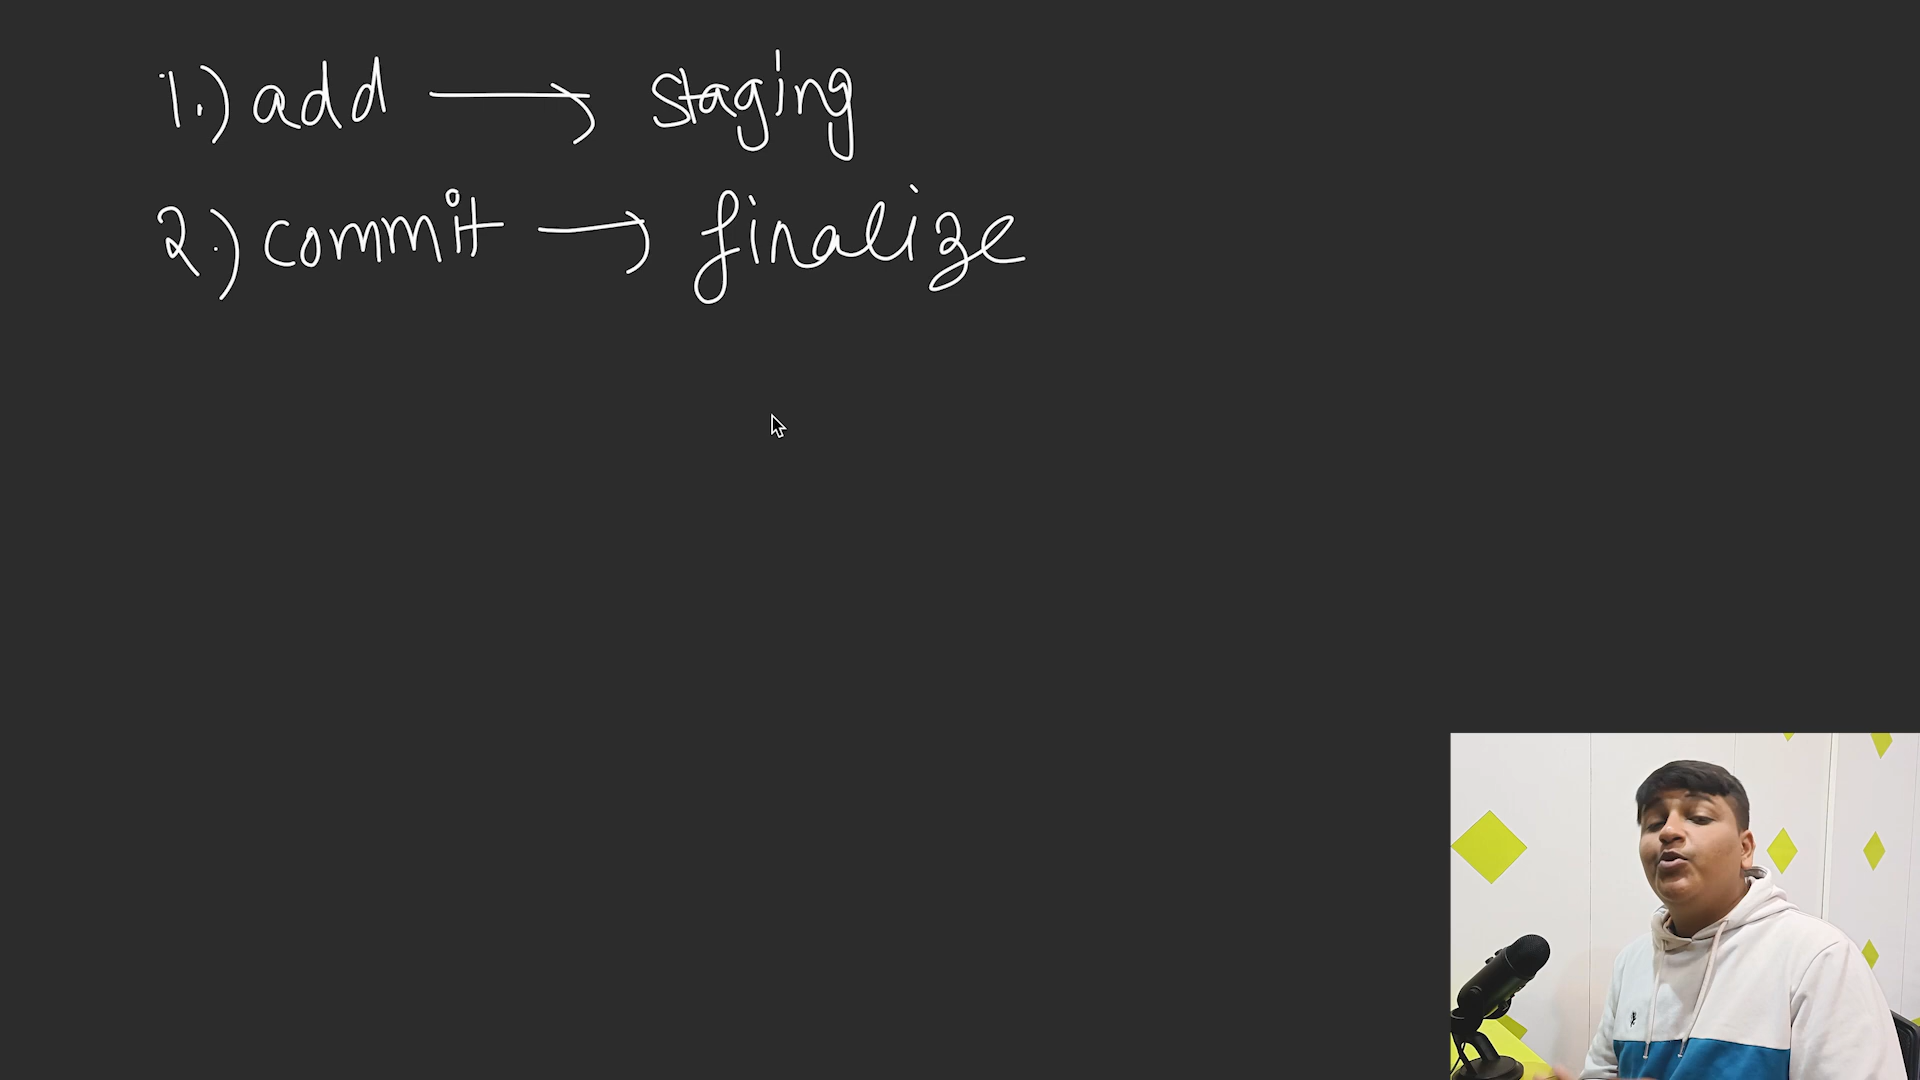 1.) add → staging
2.) commit → finalize